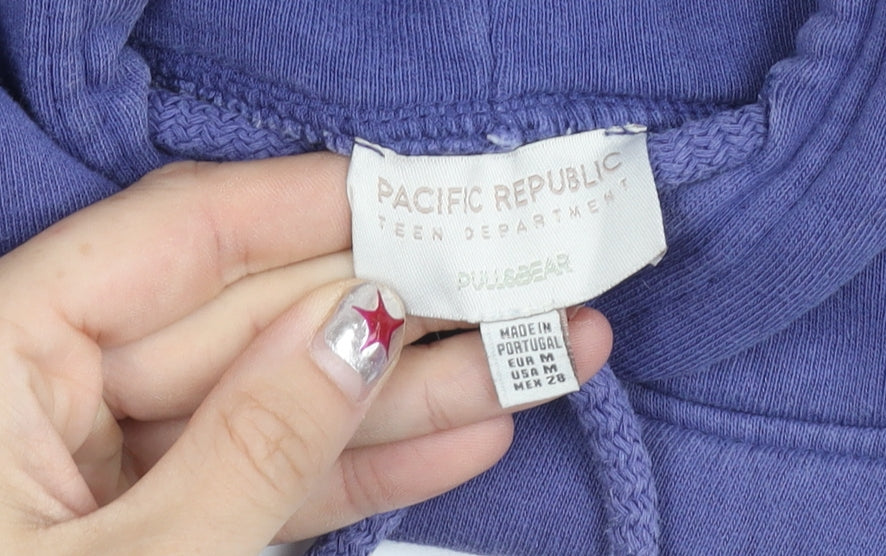 PACIFIC REPUBLIC
TEEN DEPARTMENT
PULL&BEAR
MADE IN
PORTUGAL
EUR M
USA M
MEX 28